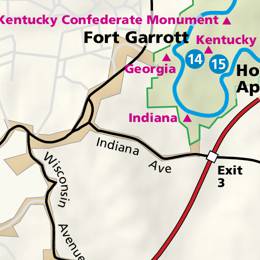 Kentucky Confederate Monument
Fort Garrott
Kentucky
Georgia
14
15
Ho
Ap
Indiana
Indiana Ave
Exit
3
Wisconsin
Avenue